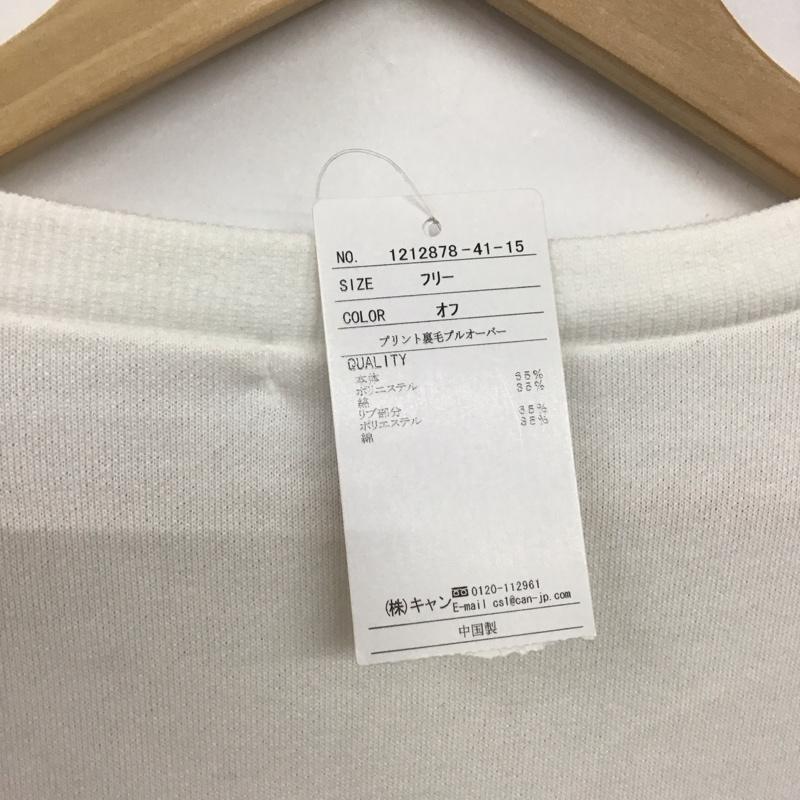 NO. 1212878-41-15
SIZE フリー
COLOR オフ
プリント裏毛プルオーバー
QUALITY
本体
ポリエステル
綿
リブ部分
ポリエステル
綿
(株)キャン 0120-112961
E-mail cs1@can-jp.com
中国製